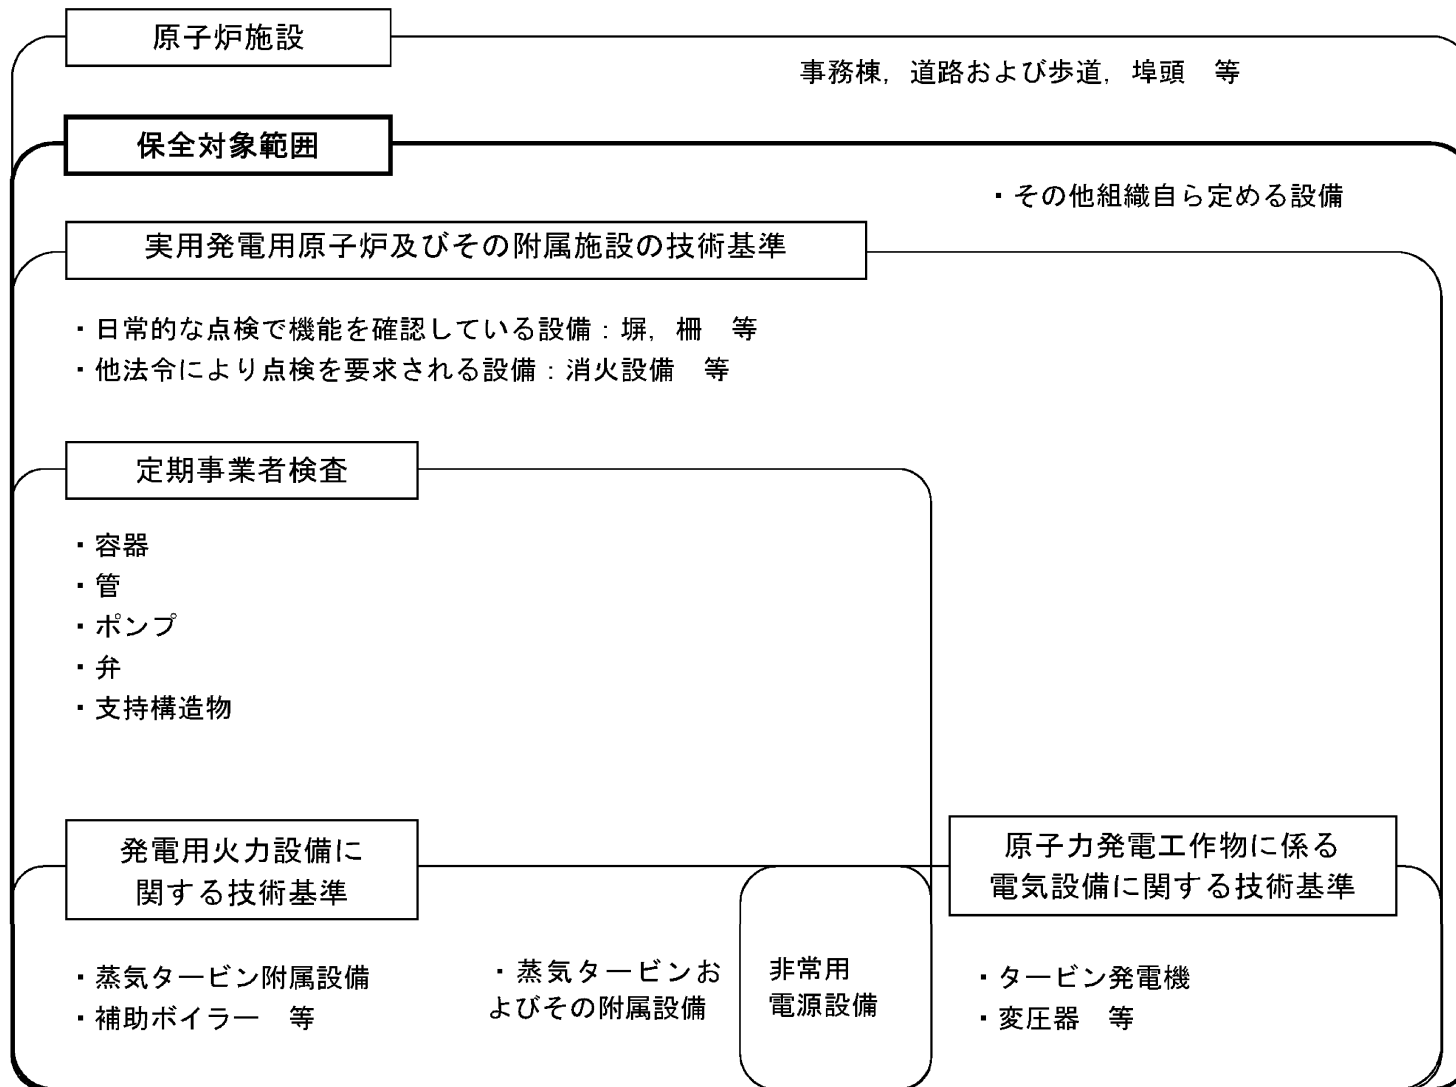 原子炉施設
事務棟，道路および歩道，埠頭　等
保全対象範囲
・その他組織自ら定める設備
実用発電用原子炉及びその附属施設の技術基準
・日常的な点検で機能を確認している設備：塀，柵　等
・他法令により点検を要求される設備：消火設備　等
定期事業者検査
・容器
・管
・ポンプ
・弁
・支持構造物
発電用火力設備に
関する技術基準
原子力発電工作物に係る
電気設備に関する技術基準
・蒸気タービン附属設備
・補助ボイラー　等
・蒸気タービンお
よびその附属設備
非常用
電源設備
・タービン発電機
・変圧器　等